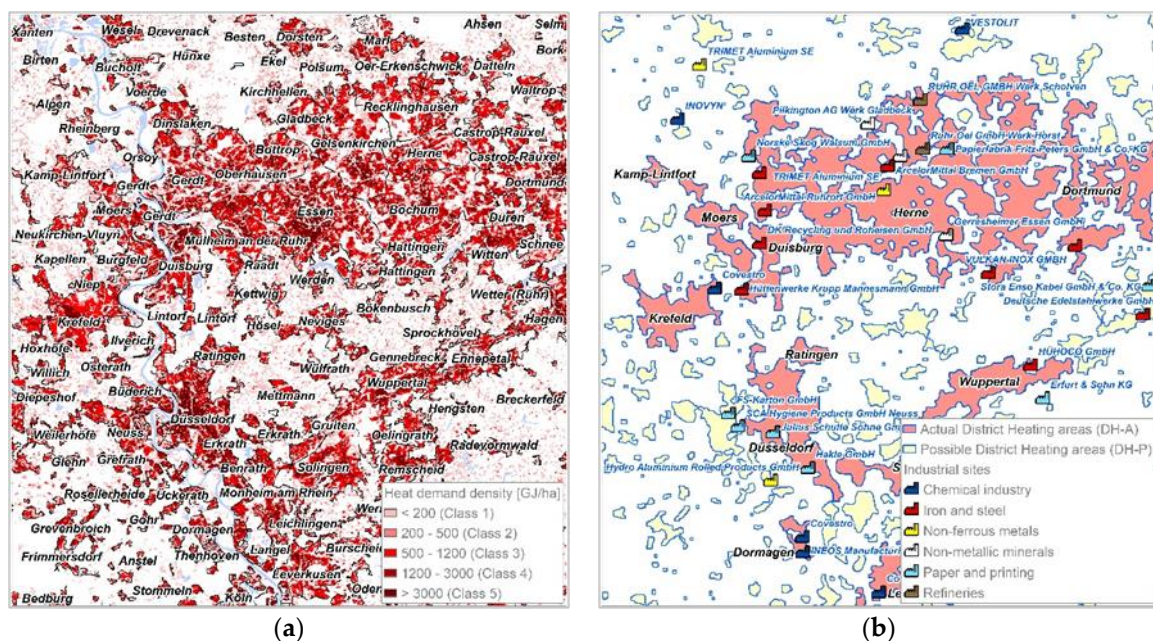 Xanten
Wesel
Drevenack
Besten
Dorsten
Ahsen
Selm
Marl
Bork
Birten
Hünxe
Ekel
Polsum
Oer-Erkenschwick
Bucholt
Datteln
Voerde
Kirchhellen
Waltrop
Alpen
Recklinghausen
Dinslaken
Gladbeck
Rheinberg
Castrop-Rauxel
Gelsenkirchen
Orsoy
Bottrop
Herne
Castrop-Rauxel
Kamp-Lintfort
Gerdt
Gerdt
Oberhausen
Dortmund
Moers
Gerdt
Essen
Bochum
Düren
Neukirchen-Vluyn
Mülheim an der Ruhr
Schnee
Kapellen
Burgfeld
Hattingen
Witten
Duisburg
Raadt
Hattingen
Niep
Werden
Kettwig
Wetter (Ruhr)
Bökenbusch
Krefeld
Lintorf
Lintorf
Hösel
Neviges
Hagen
Sprockhövel
Ilverich
Hoxhöfe
Ratingen
Gennebreck
Ennepetal
Osterath
Wülfrath
Willich
Wuppertal
Büderich
Mettmann
Diepeshof
Breckerfeld
Düsseldorf
Hengsten
Weilerhöfe
Neuss
Erkrath
Gruiten
Oelingrath
Erkrath
Radevormwald
Glehn
Grefrath
Benrath
Solingen
Remscheid
Rosellerheide
Uckerath
Monheim am Rhein
Gohr
Leichlingen
Grevenbroich
Dormagen
Frimmersdorf
Anstel
Thenhoven
Langel
Burscheid
Leverkusen
Stommeln
Bedburg
Köln
Heat demand density [GJ/ha]
< 200 (Class 1)
200 - 500 (Class 2)
500 - 1200 (Class 3)
1200 - 3000 (Class 4)
> 3000 (Class 5)
(a)
VESTOLIT
TRIMET Aluminium SE
RUHR OEL GMBH Werk Scholven
INOVYN
Pilkington AG Werk Gladbeck
Ruhr Oel GmbH Werk Horst
Norske Skog Walsum GmbH
Papierfabrik Fritz Peters GmbH & Co. KG
Kamp-Lintfort
TRIMET Aluminium SE
ArcelorMittal Bremen GmbH
Dortmund
ArcelorMittal Ruhrort GmbH
Moers
Herne
Gerresheimer Essen GmbH
DK Recycling und Roheisen GmbH
Duisburg
VULKAN INOX GMBH
Covestro
Stora Enso Kabel GmbH & Co. KG
Hüttenwerke Krupp Mannesmann GmbH
Deutsche Edelstahlwerke GmbH
Krefeld
Ratingen
HÜHOCO GmbH
Wuppertal
Erfurt & Sohn KG
CFS-Karton GmbH
SCA Hygiene Products GmbH Neuss
Julius Schulte Söhne Gm
Düsseldorf
Hakle GmbH
Hydro Aluminium Rolled Products GmbH
Covestro
Dormagen
INEOS Manufactur
Actual District Heating areas (DH-A)
Possible District Heating areas (DH-P)
Industrial sites
Chemical industry
Iron and steel
Non-ferrous metals
Non-metallic minerals
Paper and printing
Refineries
(b)